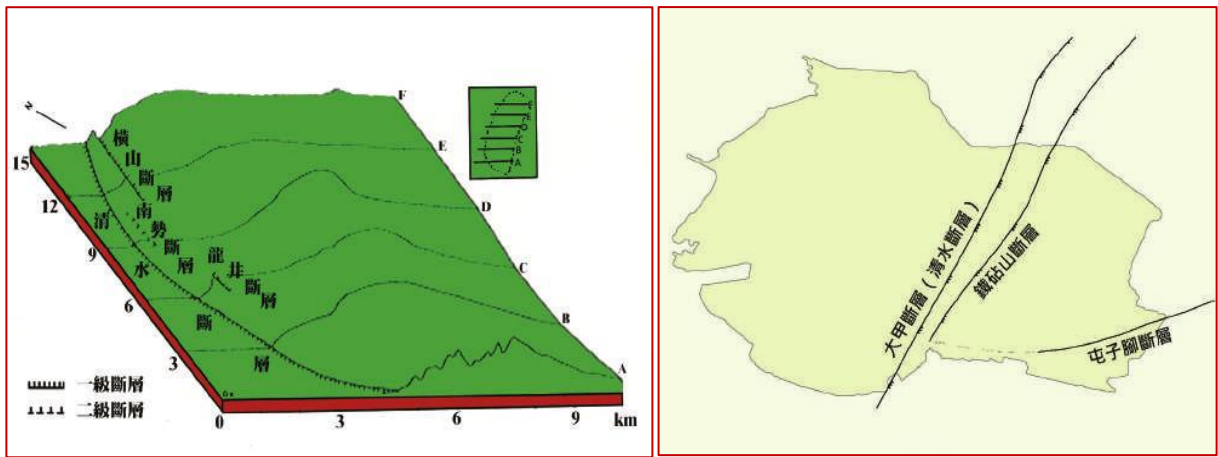 F
E
D
C
B
A
N
15
12
9
6
3
0
3
6
9
km
橫山斷層
南勢斷層
龍井斷層
清水斷層
一級斷層
二級斷層
E
D
C
B
A
大甲斷層（清水斷層）
鐵砧山斷層
屯子腳斷層